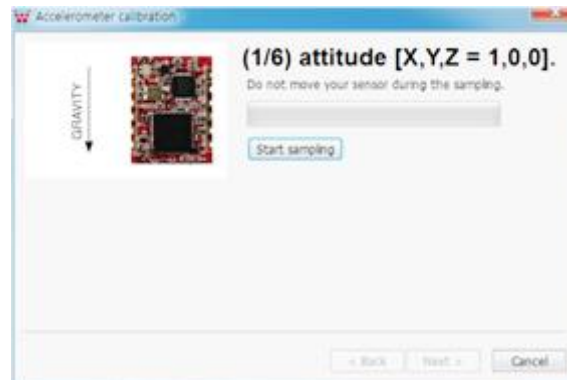 Accelerometer calibration
GRAVITY
(1/6) attitude [X,Y,Z = 1,0,0].
Do not move your sensor during the sampling.
Start sampling
< Back
Next >
Cancel